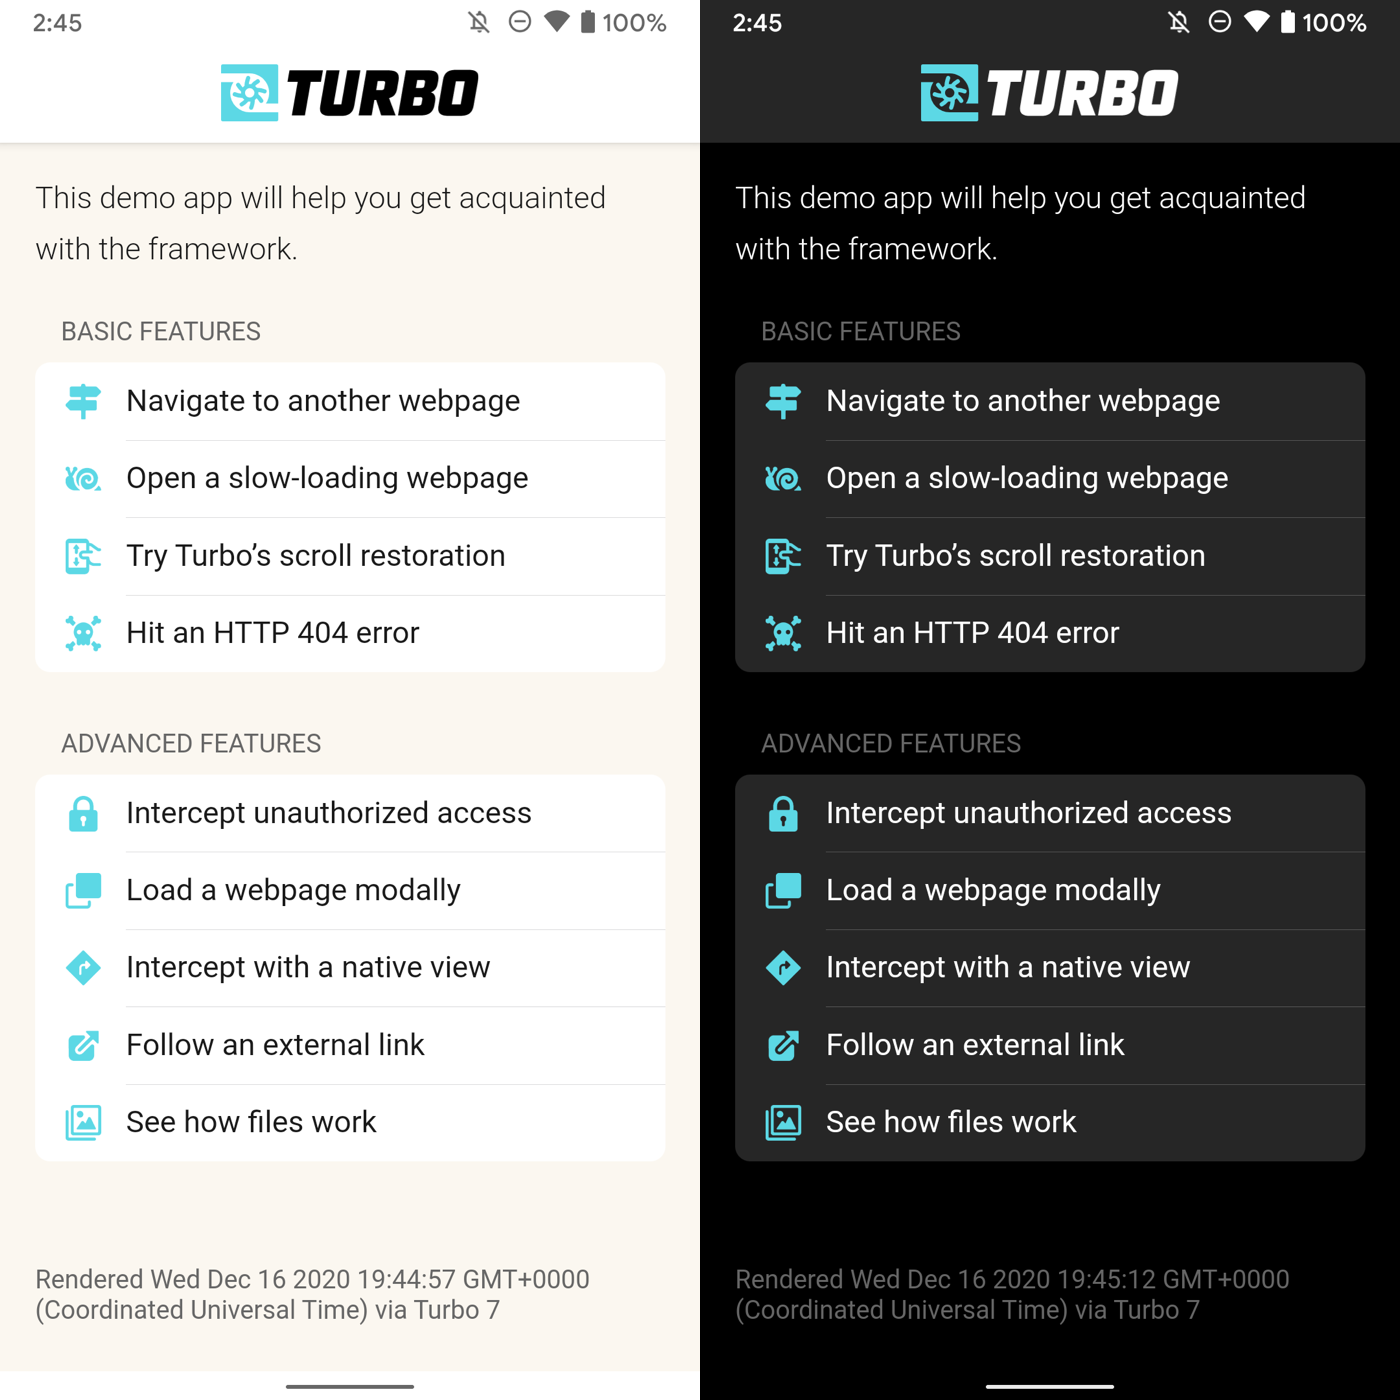 2:45
100%
TURBO
This demo app will help you get acquainted
with the framework.
BASIC FEATURES
Navigate to another webpage
Open a slow-loading webpage
Try Turbo’s scroll restoration
Hit an HTTP 404 error
ADVANCED FEATURES
Intercept unauthorized access
Load a webpage modally
Intercept with a native view
Follow an external link
See how files work
Rendered Wed Dec 16 2020 19:44:57 GMT+0000
(Coordinated Universal Time) via Turbo 7
2:45
100%
TURBO
This demo app will help you get acquainted
with the framework.
BASIC FEATURES
Navigate to another webpage
Open a slow-loading webpage
Try Turbo’s scroll restoration
Hit an HTTP 404 error
ADVANCED FEATURES
Intercept unauthorized access
Load a webpage modally
Intercept with a native view
Follow an external link
See how files work
Rendered Wed Dec 16 2020 19:45:12 GMT+0000
(Coordinated Universal Time) via Turbo 7